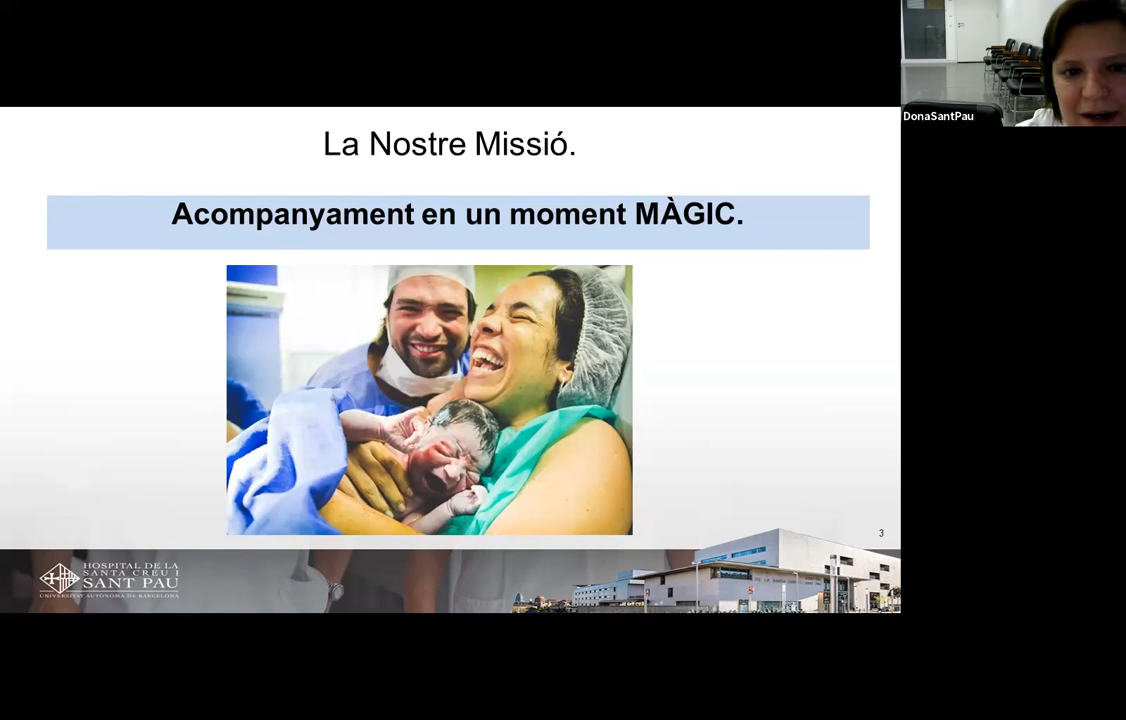 La Nostre Missió.
Acompanyament en un moment MÀGIC.
DonaSantPau
3
HOSPITAL DE LA
SANTA CREU I
SANT PAU
UNIVERSITAT AUTÒNOMA DE BARCELONA